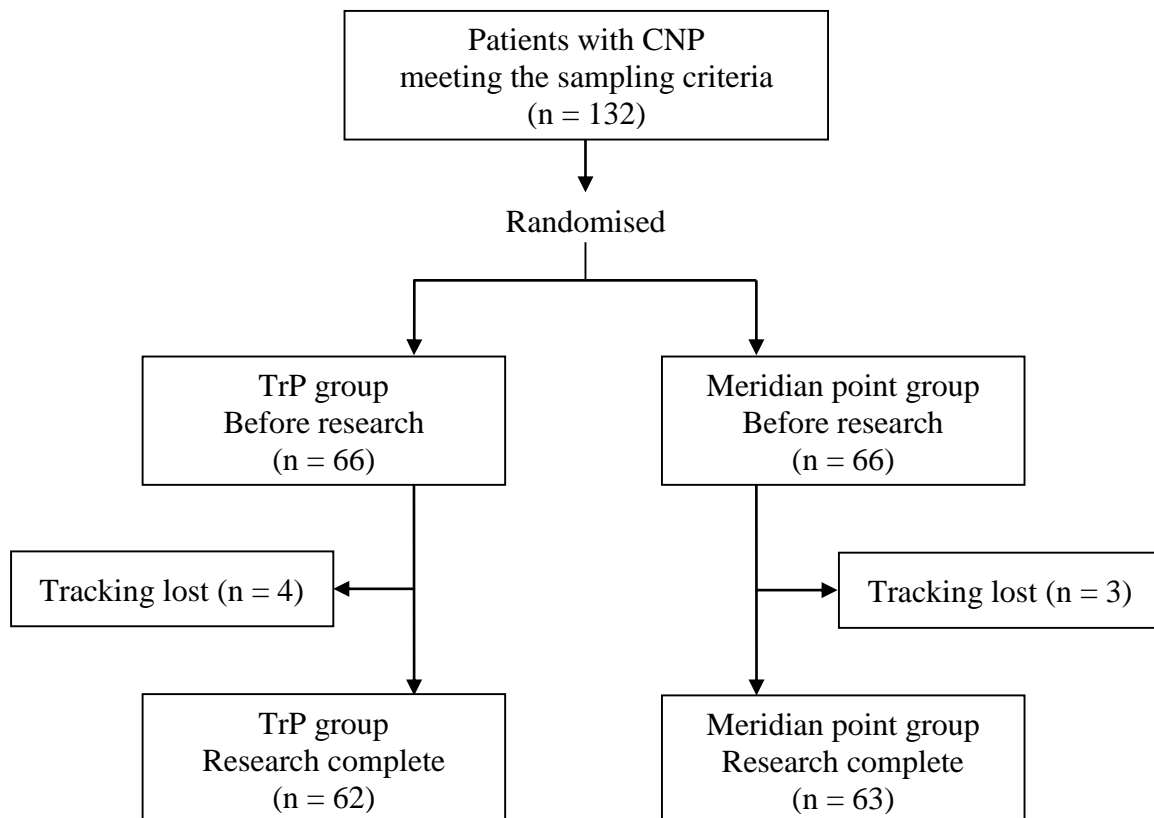 Patients with CNP
meeting the sampling criteria
(n = 132)
Randomised
TrP group
Before research
(n = 66)
Meridian point group
Before research
(n = 66)
Tracking lost (n = 4)
Tracking lost (n = 3)
TrP group
Research complete
(n = 62)
Meridian point group
Research complete
(n = 63)